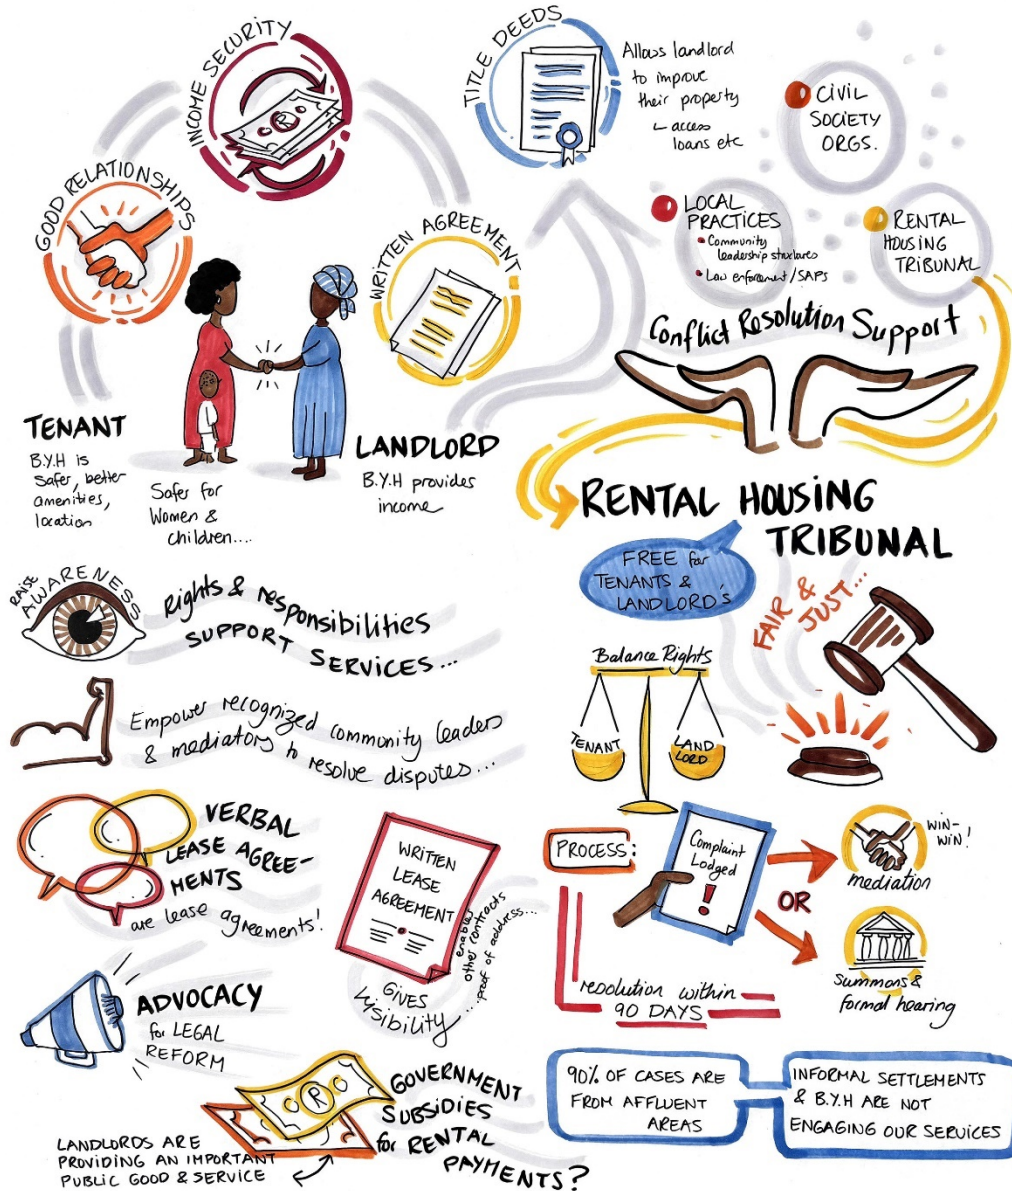 GOOD RELATIONSHIPS
INCOME SECURITY
R
WRITTEN AGREEMENT
TITLE DEEDS
Allows landlord
to improve
their property
access
loans etc
CIVIL
SOCIETY
ORGS.
LOCAL
PRACTICES
Community
leadership structures
Law enforcement/SAPs
RENTAL
HOUSING
TRIBUNAL
Conflict Resolution Support
TENANT
B.Y.H is
safer, better
amenities,
location
Safer for
Women &
children....
LANDLORD
B.Y.H provides
income
RENTAL HOUSING
TRIBUNAL
FREE for
TENANTS &
LANDLORD'S
FAIR &
JUST...
Balance Rights
TENANT
LAND
LORD
RAISE
AWARENESS
Rights & responsibilities
SUPPORT SERVICES...
Empower recognized community leaders
& mediators to resolve disputes...
VERBAL
LEASE AGREE-
MENTS
are lease agreements!
WRITTEN
LEASE
AGREEMENT
GIVES
Visibility
enables
other contracts
...proof of address...
PROCESS:
Complaint
Lodged
!
WIN-
WIN!
mediation
OR
summons &
formal hearing
resolution within
90 DAYS
ADVOCACY
for LEGAL
REFORM
R
GOVERNMENT
SUBSIDIES
for RENTAL
PAYMENTS?
LANDLORDS ARE
PROVIDING AN IMPORTANT
PUBLIC GOOD & SERVICE
90% OF CASES ARE
FROM AFFLUENT
AREAS
INFORMAL SETTLEMENTS
& B.Y.H ARE NOT
ENGAGING OUR SERVICES